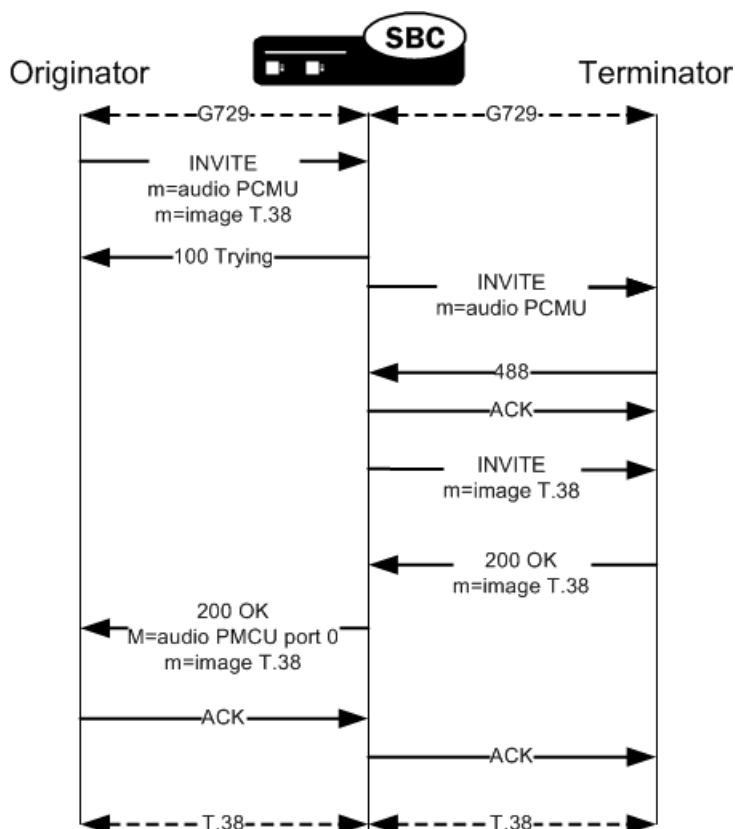 SBC
Originator
Terminator
G729
G729
INVITE
m=audio PCMU
m=image T.38
100 Trying
INVITE
m=audio PCMU
488
ACK
INVITE
m=image T.38
200 OK
m=image T.38
200 OK
M=audio PMCU port 0
m=image T.38
ACK
ACK
T.38
T.38